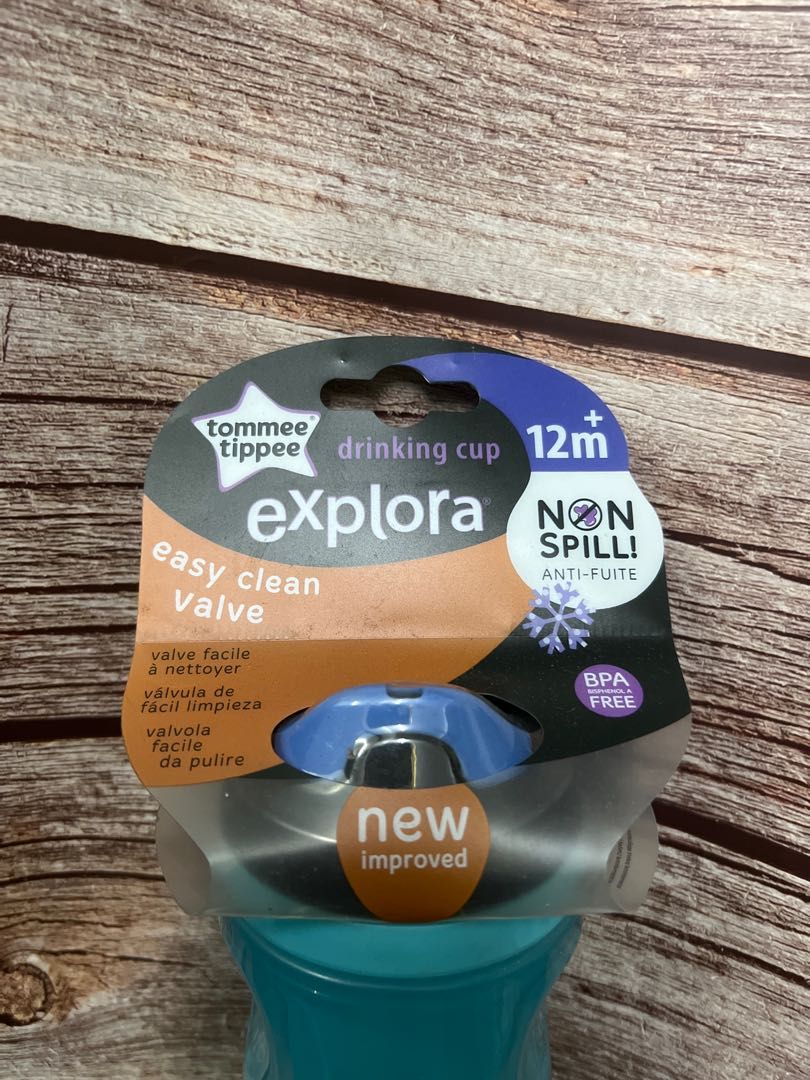 tommee
tippee
drinking cup
explora®
12m+
NON
SPILL!
ANTI-FUITE
easy clean
valve
valve facile
à nettoyer
válvula de
fácil limpieza
valvola
facile
da pulire
BPA
BISPHENOL A
FREE
new
improved